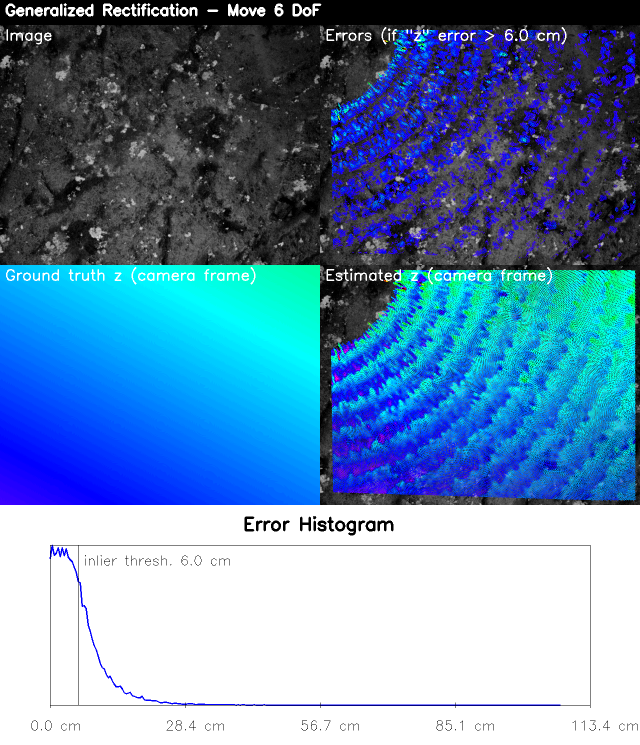 Generalized Rectification - Move 6 DoF
Image
Errors (if "z" error > 6.0 cm)
Ground truth z (camera frame)
Estimated z (camera frame)
Error Histogram
inlier thresh. 6.0 cm
0.0 cm 28.4 cm 56.7 cm 85.1 cm 113.4 cm